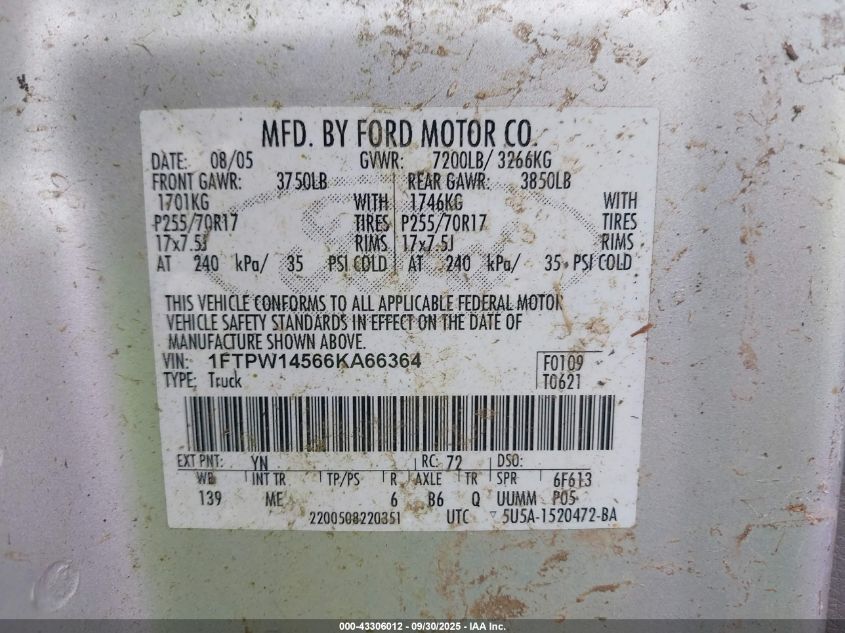 MFD. BY FORD MOTOR CO.
DATE: 08/05 GVWR: 7200LB/ 3266KG
FRONT GAWR: 3750LB REAR GAWR: 3850LB
1701KG WITH 1746KG WITH
P255/70R17 TIRES P255/70R17 TIRES
17x7.5J RIMS 17x7.5J RIMS
AT 240 kPa/ 35 PSI COLD AT 240 kPa/ 35 PSI COLD
THIS VEHICLE CONFORMS TO ALL APPLICABLE FEDERAL MOTOR
VEHICLE SAFETY STANDARDS IN EFFECT ON THE DATE OF
MANUFACTURE SHOWN ABOVE.
VIN: 1FTPW14566KA66364 F0109
TYPE: Truck T0621
EXT PNT: YN RC: 72 DSO:
WB INT TR TP/PS R AXLE TR SPR 6F613
139 ME 6 B6 Q UUMM P05
2200508220351 UTC 5U5A-1520472-BA
000-43306012 - 09/30/2025 - IAA Inc.